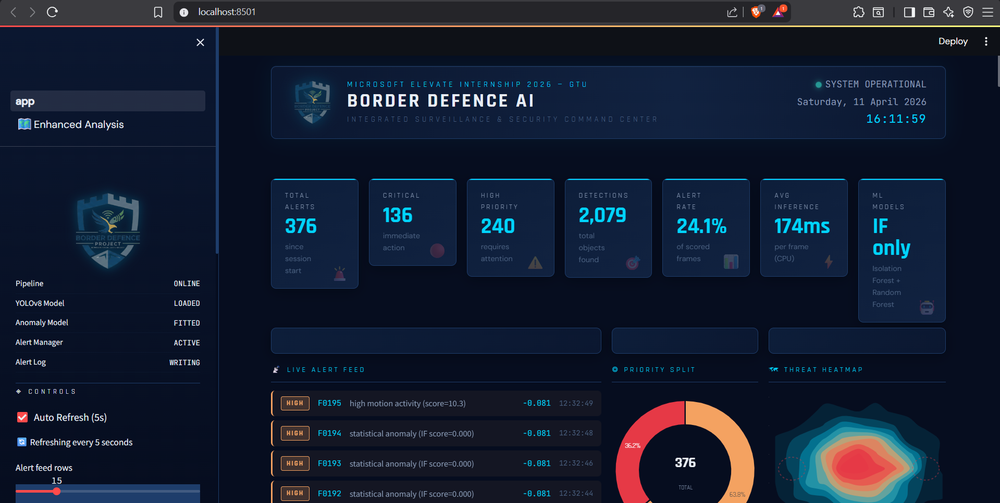 localhost:8501
1
1
Deploy
app
Enhanced Analysis
BORDER DEFENCE
PROJECT
Pipeline ONLINE
YOLOv8 Model LOADED
Anomaly Model FITTED
Alert Manager ACTIVE
Alert Log WRITING
CONTROLS
Auto Refresh (5s)
Refreshing every 5 seconds
Alert feed rows
15
BORDER DEFENCE
PROJECT
MICROSOFT ELEVATE INTERNSHIP 2026 – GTU
BORDER DEFENCE AI
INTEGRATED SURVEILLANCE & SECURITY COMMAND CENTER
SYSTEM OPERATIONAL
Saturday, 11 April 2026
16:11:59
TOTAL
ALERTS
376
since
session
start
CRITICAL
136
immediate
action
HIGH
PRIORITY
240
requires
attention
DETECTIONS
2,079
total
objects
found
ALERT
RATE
24.1%
of scored
frames
AVG
INFERENCE
174ms
per frame
(CPU)
ML
MODELS
IF
only
Isolation
Forest +
Random
Forest
LIVE ALERT FEED
HIGH F0195 high motion activity (score=10.3) -0.081 12:32:49
HIGH F0194 statistical anomaly (IF score=0.000) -0.081 12:32:48
HIGH F0193 statistical anomaly (IF score=0.000) -0.081 12:32:46
HIGH F0192 statistical anomaly (IF score=0.000) -0.081 12:32:44
PRIORITY SPLIT
36.2%
376
TOTAL
63.8%
THREAT HEATMAP